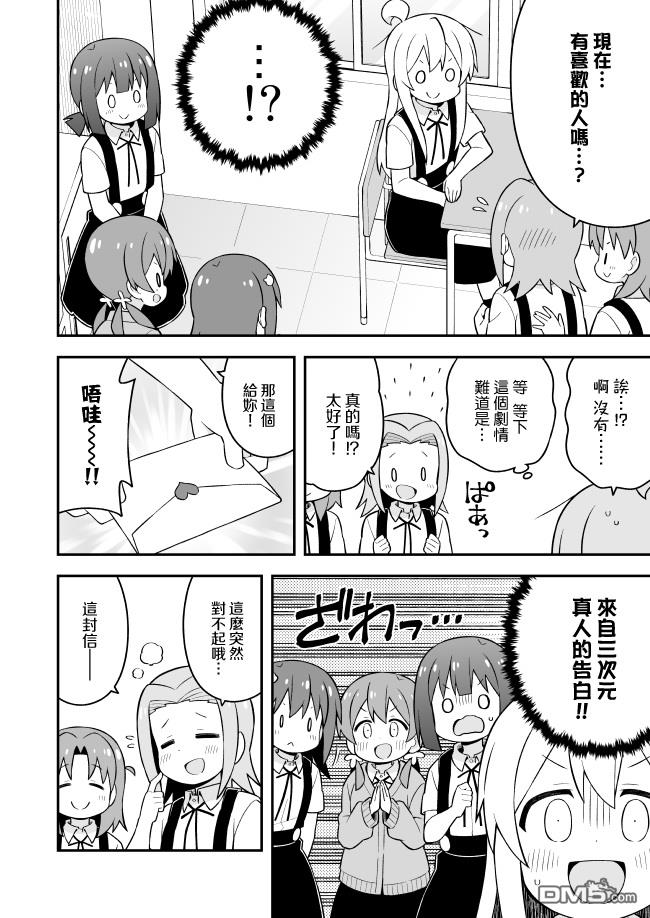 現在…
有喜歡的人嗎…?
…!?
誒…!?
啊 沒有……
等 等下
這個劇情
難道是…
ぱあっ
真的嗎!?
太好了!
那這個
給妳!
唔哇～～!!
來自三次元
真人的告白!!
ざわっ…
這麼突然
對不起哦…
這封信——
DM5.com